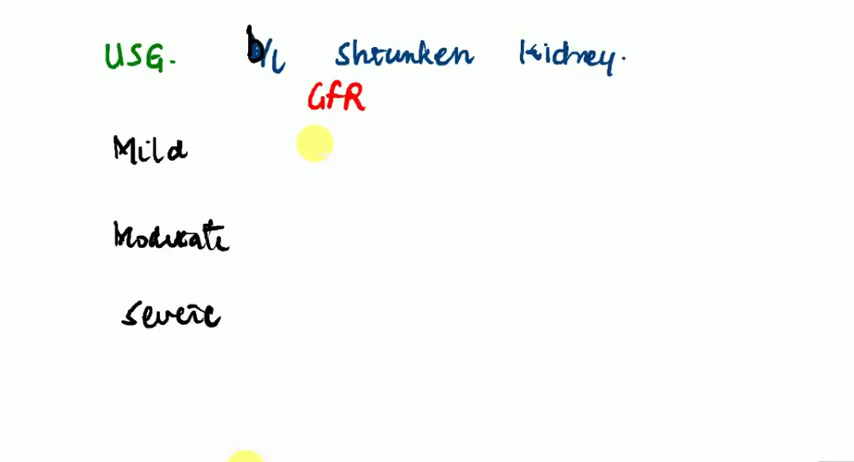 USG. b/L Shrunken Kidney.
GFR
Mild
Moderate
Severe